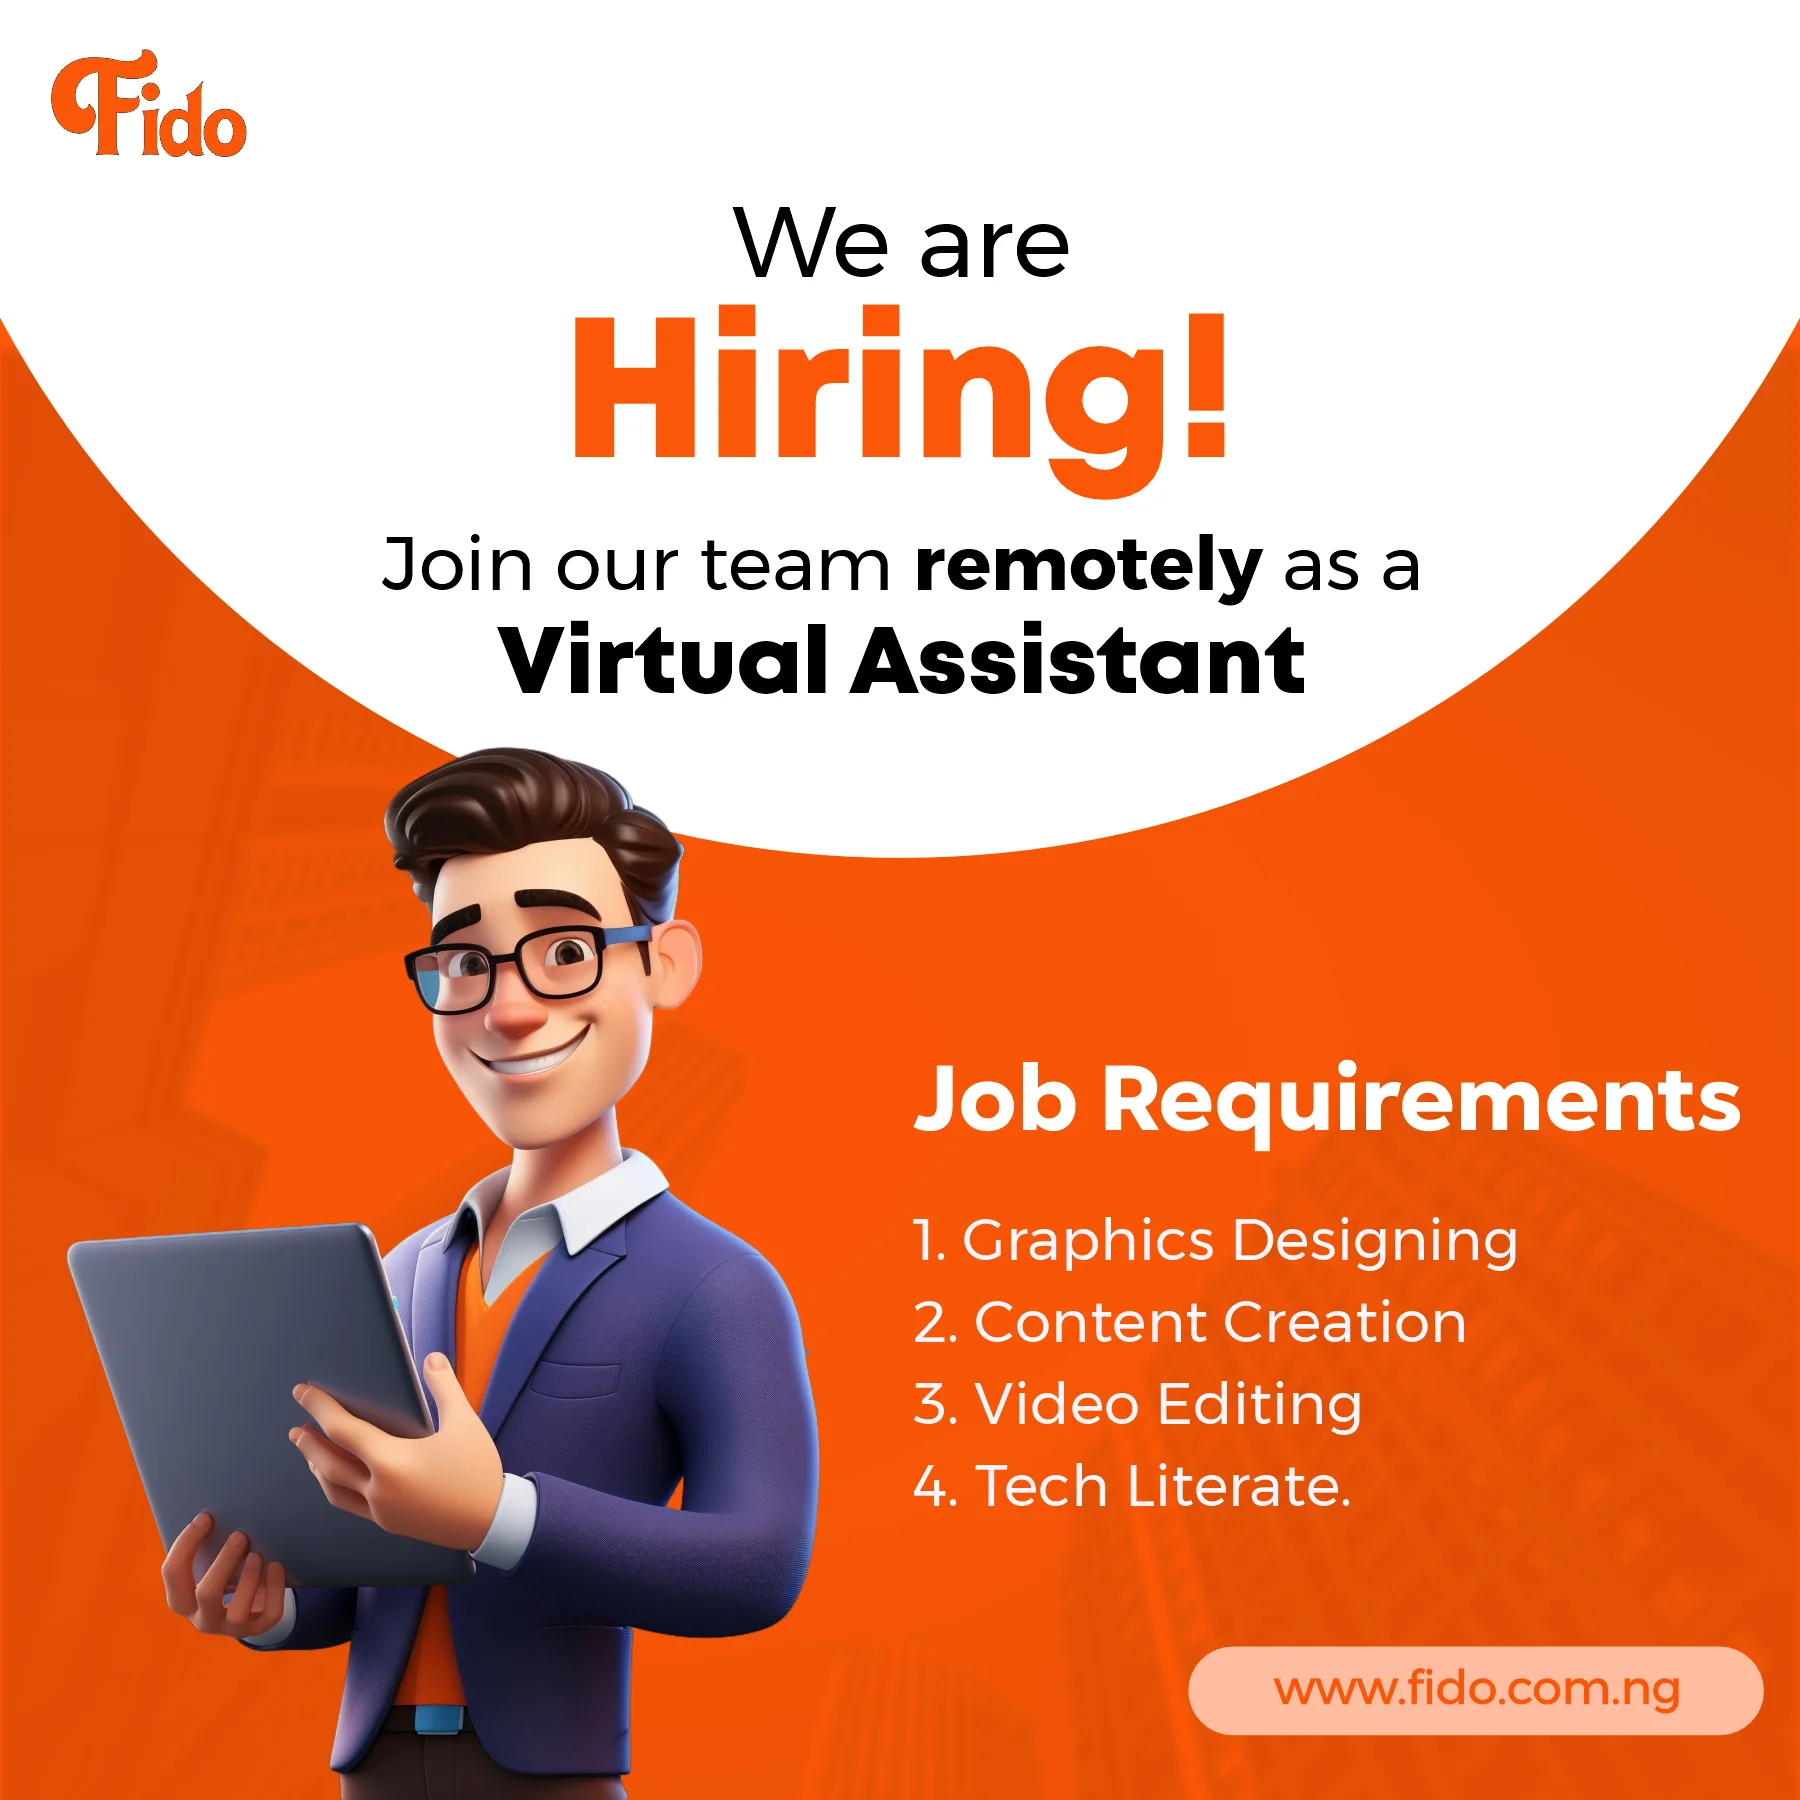 Fido
We are
Hiring!
Join our team remotely as a
Virtual Assistant
Job Requirements
1. Graphics Designing
2. Content Creation
3. Video Editing
4. Tech Literate.
www.fido.com.ng